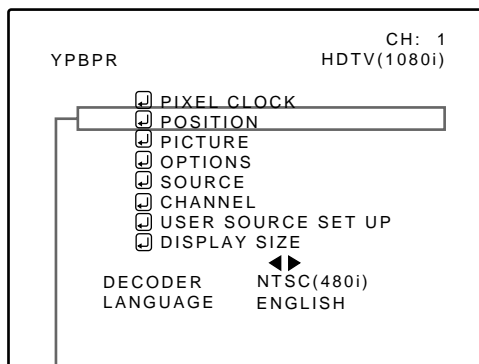 CH: 1
YPBPR HDTV(1080i)
PIXEL CLOCK
POSITION
PICTURE
OPTIONS
SOURCE
CHANNEL
USER SOURCE SET UP
DISPLAY SIZE
DECODER NTSC(480i)
LANGUAGE ENGLISH